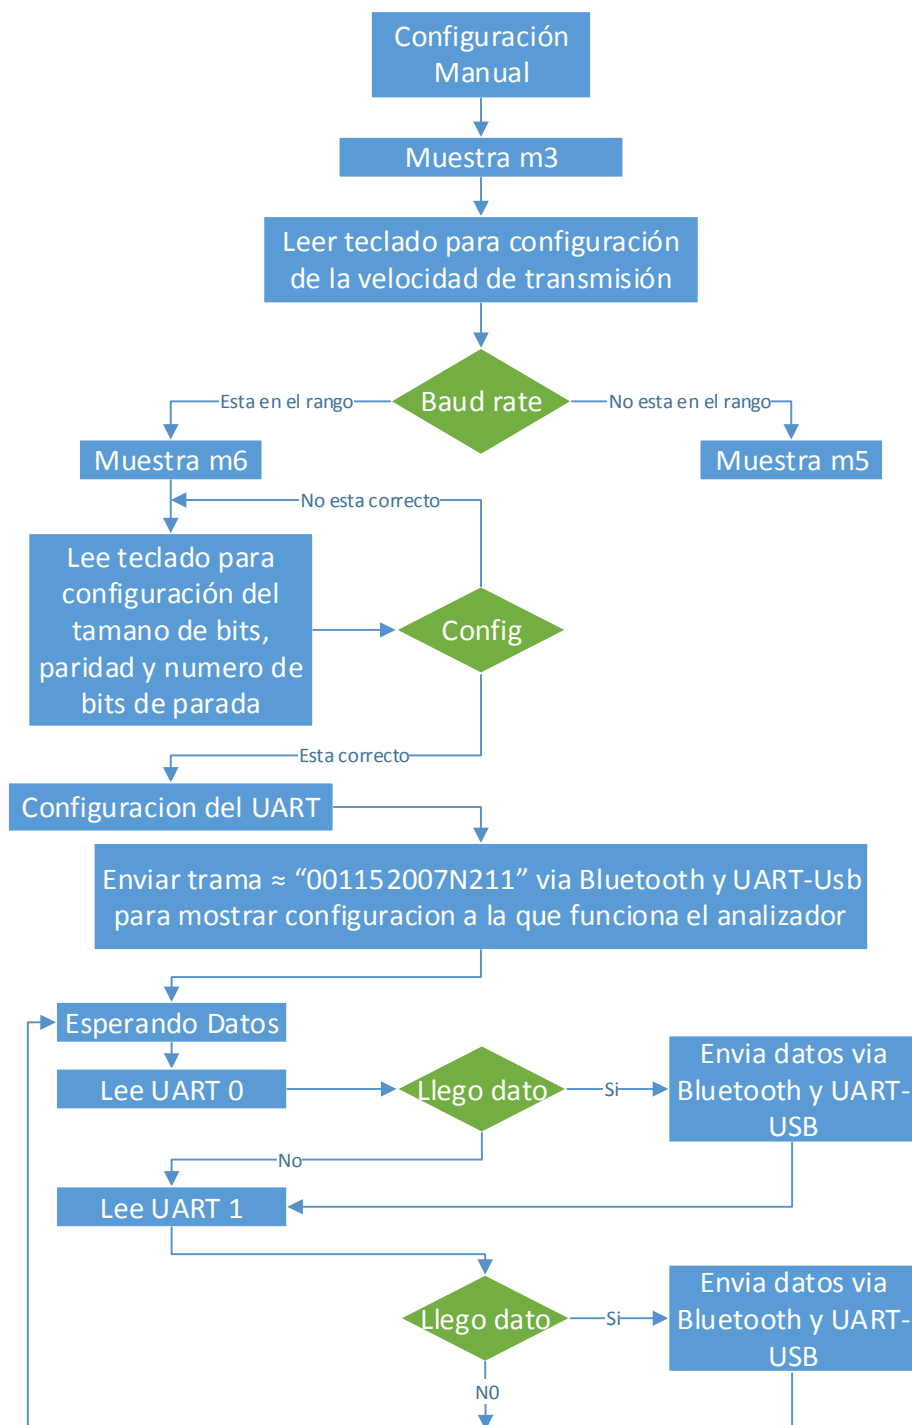 Configuración
Manual
Muestra m3
Leer teclado para configuración
de la velocidad de transmisión
Baud rate
Esta en el rango
No esta en el rango
Muestra m6
Muestra m5
No esta correcto
Lee teclado para
configuración del
tamano de bits,
paridad y numero de
bits de parada
Config
Esta correcto
Configuracion del UART
Enviar trama ≈ “001152007N211” via Bluetooth y UART-Usb
para mostrar configuracion a la que funciona el analizador
Esperando Datos
Lee UART 0
Llego dato
Si
Envia datos via
Bluetooth y UART-
USB
No
Lee UART 1
Llego dato
Si
Envia datos via
Bluetooth y UART-
USB
N0